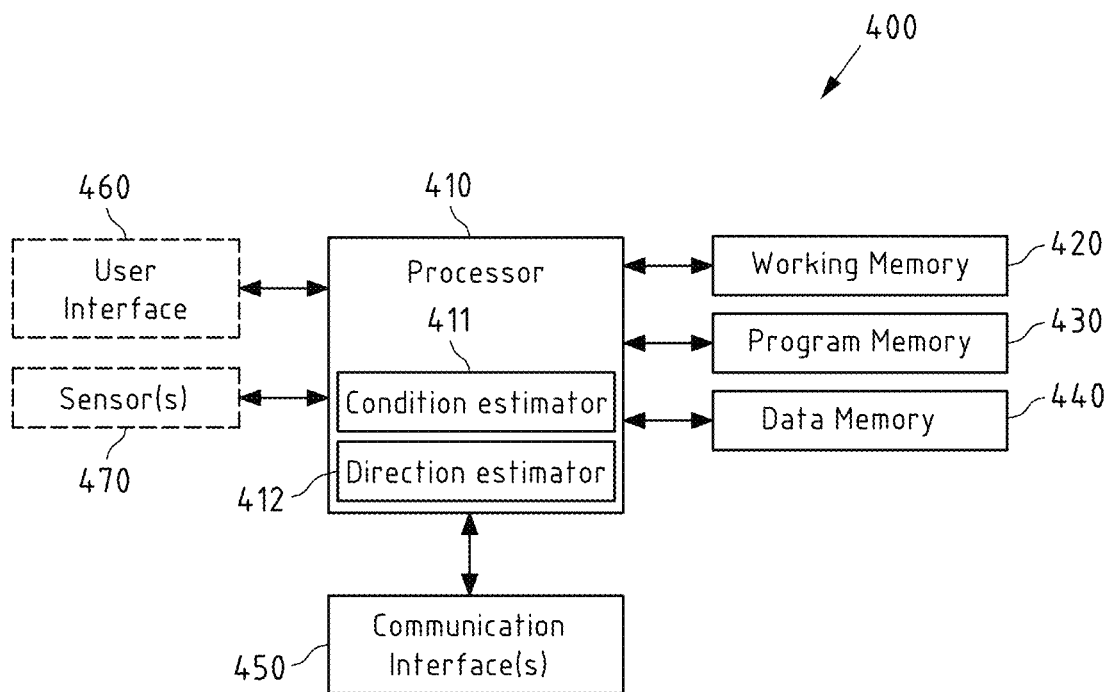 400
460
410
User
Interface
Processor
Working Memory
420
411
Program Memory
430
Sensor(s)
Condition estimator
Data Memory
440
470
Direction estimator
412
Communication
Interface(s)
450